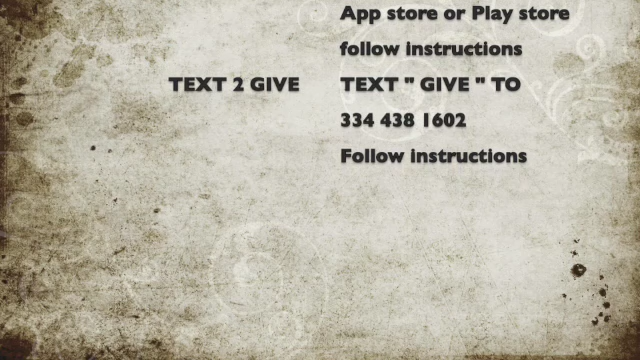 App store or Play store
follow instructions
TEXT 2 GIVE TEXT " GIVE " TO
334 438 1602
Follow instructions